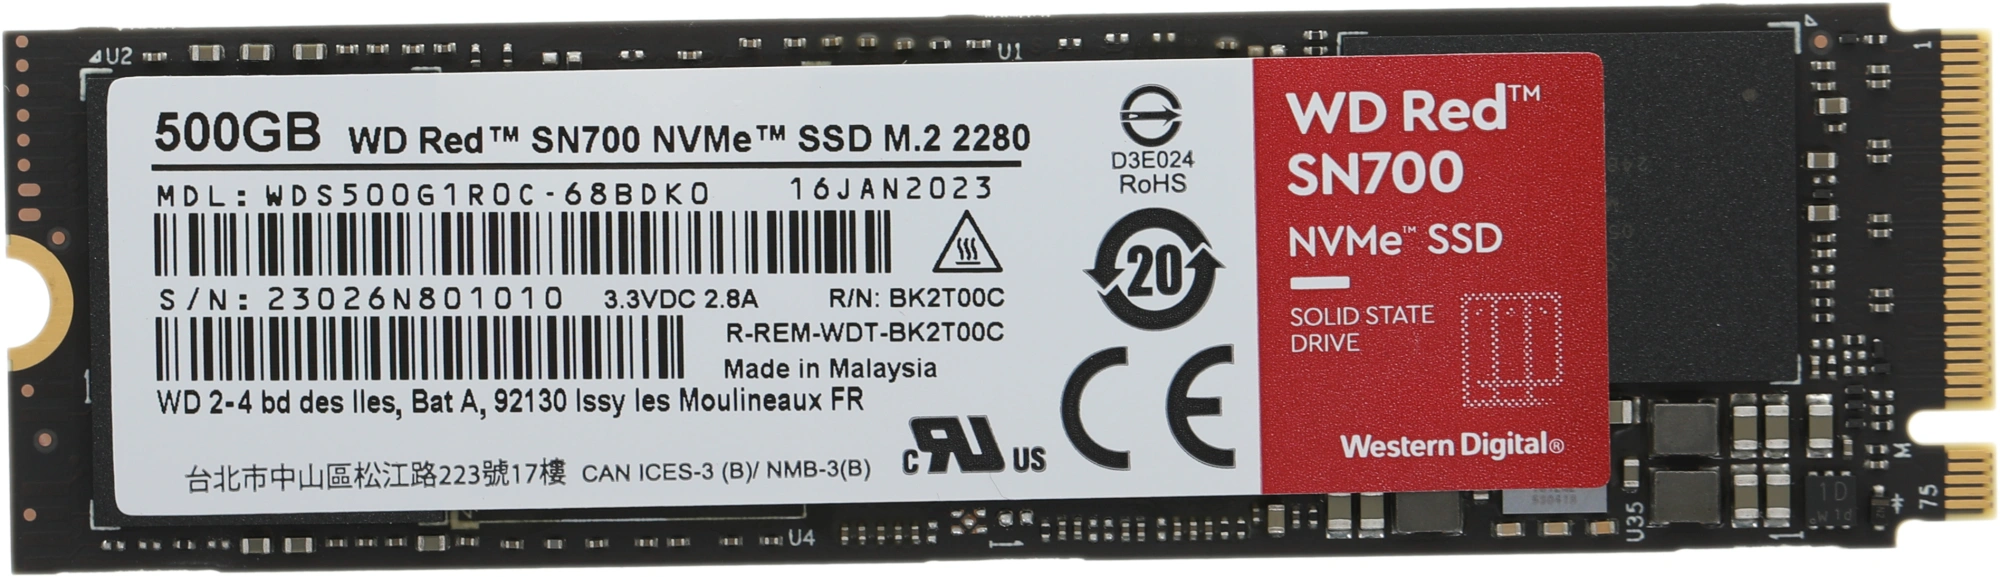 U2
U1
500GB WD Red™ SN700 NVMe™ SSD M.2 2280
MDL: WDS500G1R0C-68BDK0 16JAN2023
S/N: 23026N801010 3.3VDC 2.8A R/N: BK2T00C
R-REM-WDT-BK2T00C
Made in Malaysia
WD 2-4 bd des Iles, Bat A, 92130 Issy les Moulineaux FR
台北市中山區松江路223號17樓 CAN ICES-3 (B)/ NMB-3(B)
D3E024
RoHS
20
CE
c RU US
WD Red™
SN700
NVMe™ SSD
SOLID STATE
DRIVE
Western Digital®
U4
L1
U35
1
1D
M
75
1